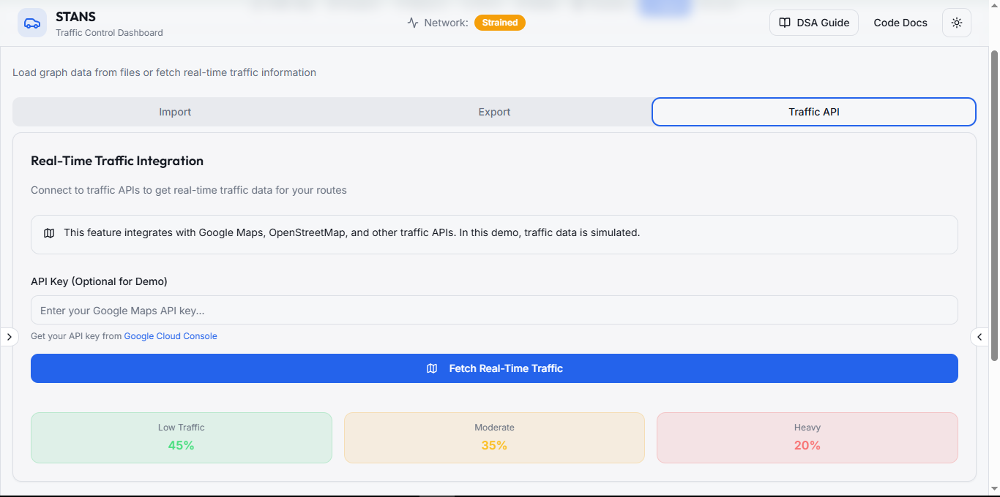 STANS
Traffic Control Dashboard
Network: Strained
DSA Guide
Code Docs
Load graph data from files or fetch real-time traffic information
Import
Export
Traffic API
Real-Time Traffic Integration
Connect to traffic APIs to get real-time traffic data for your routes
This feature integrates with Google Maps, OpenStreetMap, and other traffic APIs. In this demo, traffic data is simulated.
API Key (Optional for Demo)
Enter your Google Maps API key...
Get your API key from Google Cloud Console
Fetch Real-Time Traffic
Low Traffic
45%
Moderate
35%
Heavy
20%